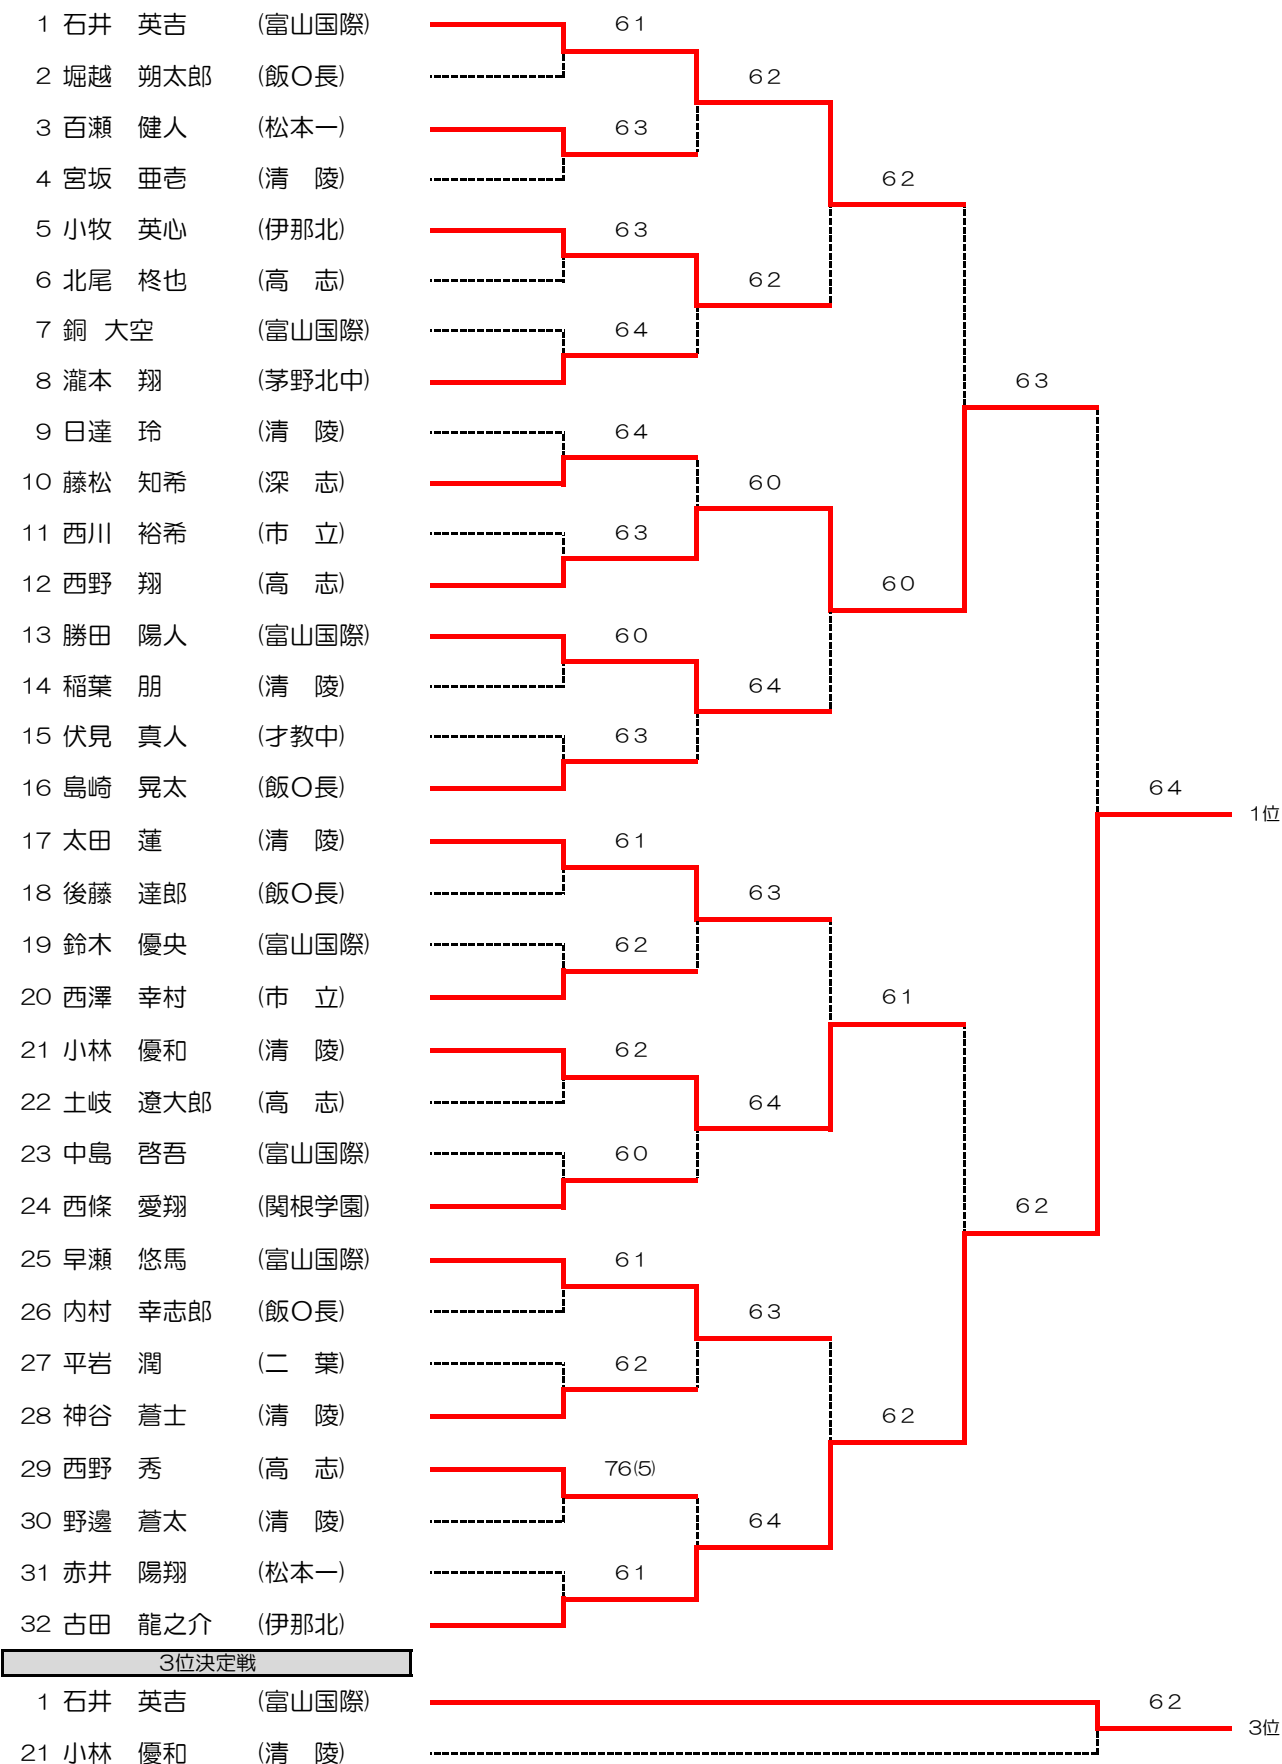 1 石井　英吉 (富山国際) 61
2 堀越　朔太郎 (飯O長) 62
3 百瀬　健人 (松本一) 63
4 宮坂　亜壱 (清　陵) 62
5 小牧　英心 (伊那北) 63
6 北尾　柊也 (高　志) 62
7 銅 大空 (富山国際) 64
8 瀧本　翔 (茅野北中) 63
9 日達　玲 (清　陵) 64
10 藤松　知希 (深　志) 60
11 西川　裕希 (市　立) 63
12 西野　翔 (高　志) 60
13 勝田　陽人 (富山国際) 60
14 稲葉　朋 (清　陵) 64
15 伏見　真人 (才教中) 63
16 島崎　晃太 (飯O長) 64
1位
17 太田　蓮 (清　陵) 61
18 後藤　達郎 (飯O長) 63
19 鈴木　優央 (富山国際) 62
20 西澤　幸村 (市　立) 61
21 小林　優和 (清　陵) 62
22 土岐　遼大郎 (高　志) 64
23 中島　啓吾 (富山国際) 60
24 西條　愛翔 (関根学園) 62
25 早瀬　悠馬 (富山国際) 61
26 内村　幸志郎 (飯O長) 63
27 平岩　潤 (二　葉) 62
28 神谷　蒼士 (清　陵) 62
29 西野　秀 (高　志) 76(5)
30 野邊　蒼太 (清　陵) 64
31 赤井　陽翔 (松本一) 61
32 古田　龍之介 (伊那北)
3位決定戦
1 石井　英吉 (富山国際) 62
3位
21 小林　優和 (清　陵)